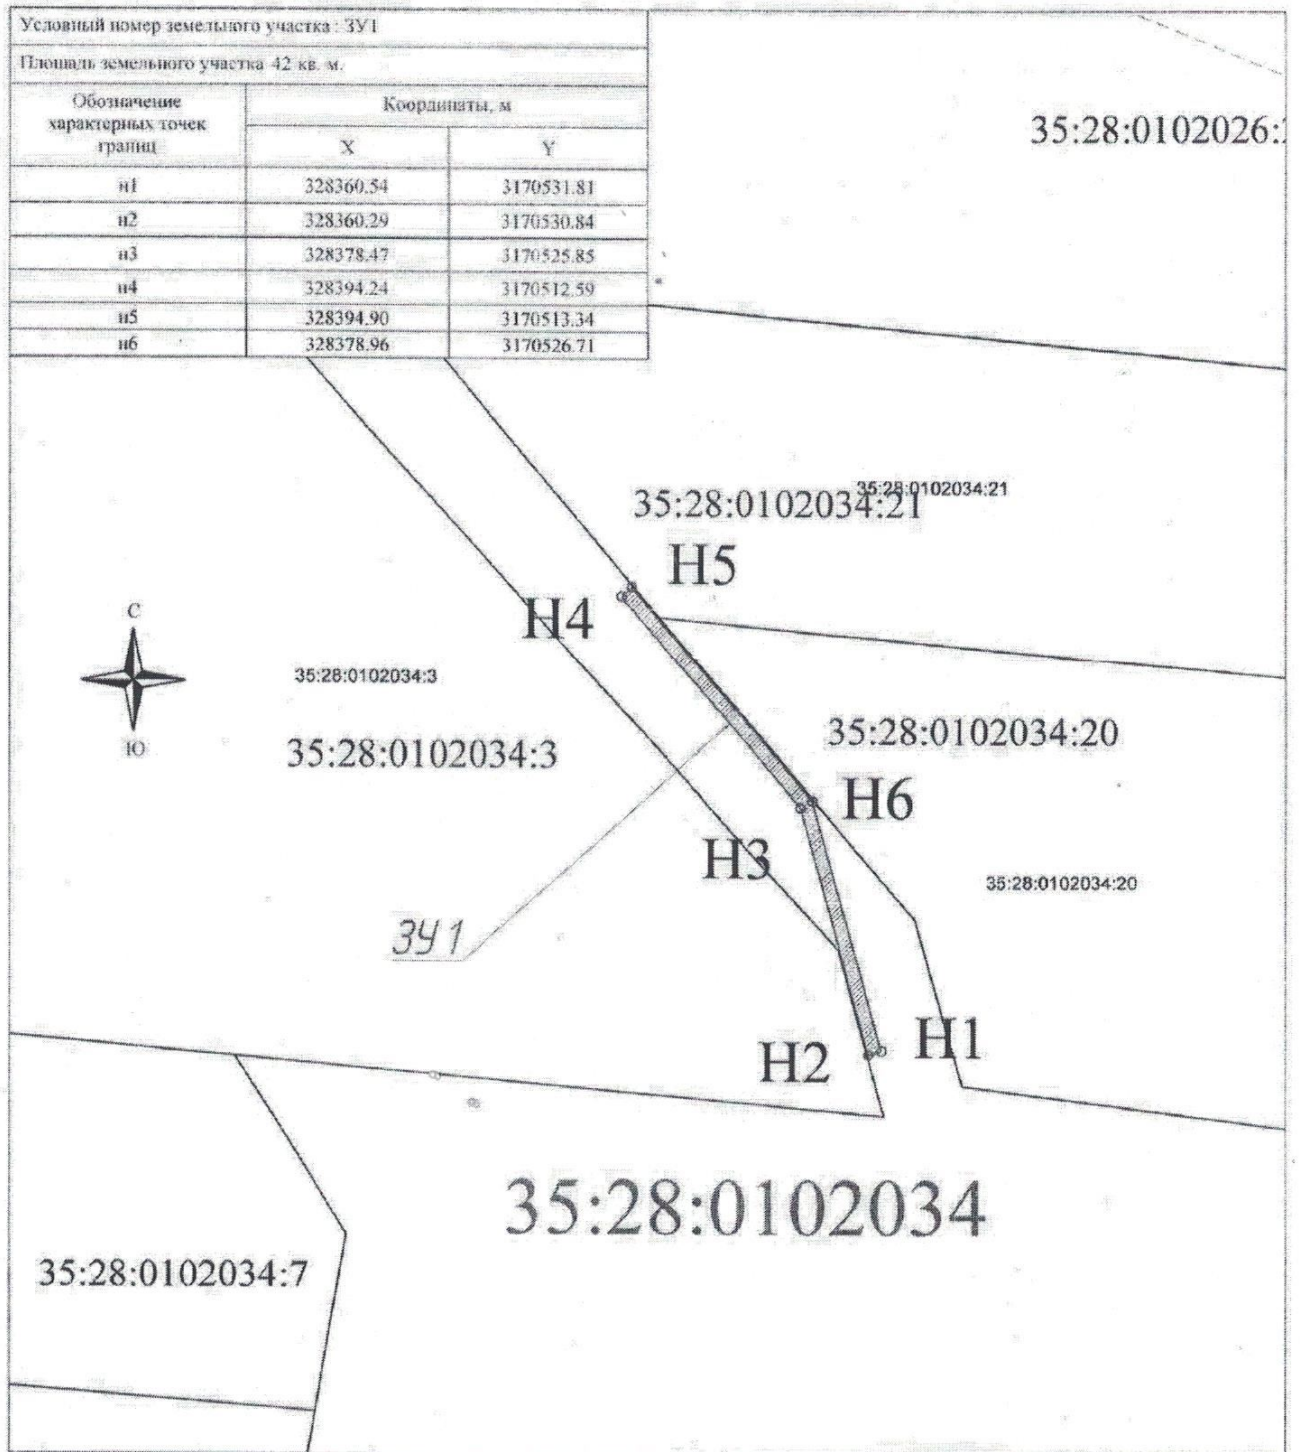 Условный номер земельного участка : ЗУ1
Площадь земельного участка 42 кв. м.
Обозначение характерных точек границ
Координаты, м
X Y
н1 328360.54 3170531.81
н2 328360.29 3170530.84
н3 328378.47 3170525.85
н4 328394.24 3170512.59
н5 328394.90 3170513.34
н6 328378.96 3170526.71
35:28:0102026:
35:28:0102034:21
35:28:0102034:21
Н5
Н4
С
Ю
35:28:0102034:3
35:28:0102034:3
35:28:0102034:20
Н6
Н3
35:28:0102034:20
ЗУ1
Н1
Н2
35:28:0102034
35:28:0102034:7